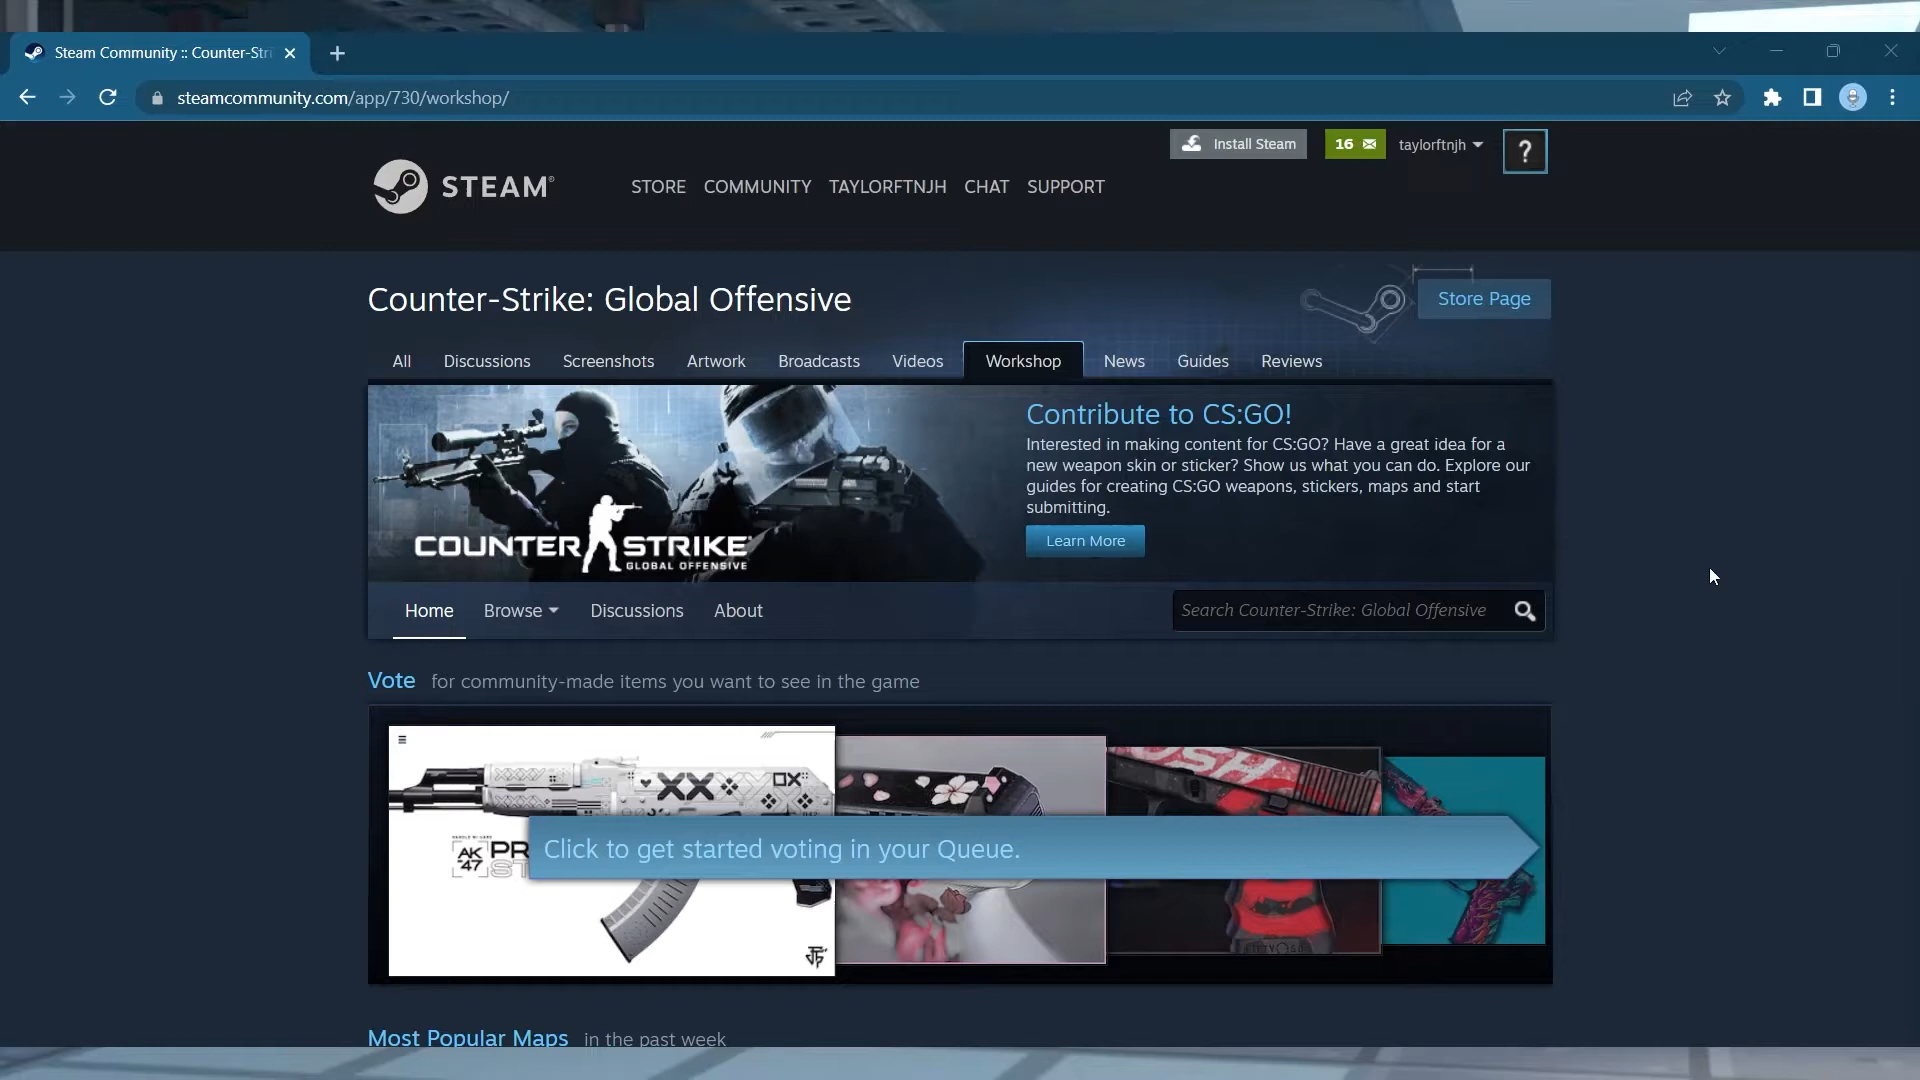 Steam Community :: Counter-Stri
steamcommunity.com/app/730/workshop/
Install Steam
16
taylorftnjh
?
STEAM®
STORE COMMUNITY TAYLORFTNJH CHAT SUPPORT
Counter-Strike: Global Offensive
Store Page
All Discussions Screenshots Artwork Broadcasts Videos Workshop News Guides Reviews
COUNTER STRIKE
GLOBAL OFFENSIVE
Contribute to CS:GO!
Interested in making content for CS:GO? Have a great idea for a
new weapon skin or sticker? Show us what you can do. Explore our
guides for creating CS:GO weapons, stickers, maps and start
submitting.
Learn More
Home Browse Discussions About
Search Counter-Strike: Global Offensive
Vote for community-made items you want to see in the game
XX
AK
'47
PR
ST
Click to get started voting in your Queue.
Most Popular Maps in the past week